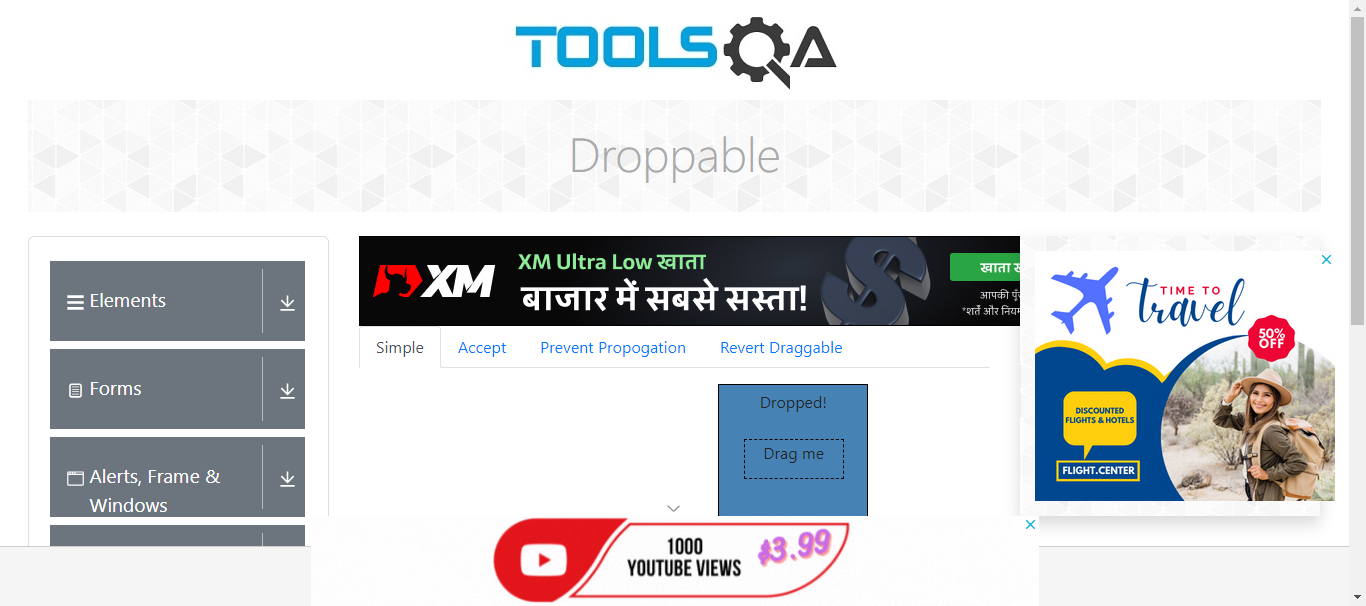 TOOLSQA
Droppable
Elements
Forms
Alerts, Frame &
Windows
XM
XM Ultra Low खाता
बाजार में सबसे सस्ता!
खाता
आपकी
*शर्तें और
Simple
Accept
Prevent Propogation
Revert Draggable
Dropped!
Drag me
TIME TO
travel
50%
OFF
DISCOUNTED
FLIGHTS & HOTELS
FLIGHT.CENTER
1000
YOUTUBE VIEWS
$3.99